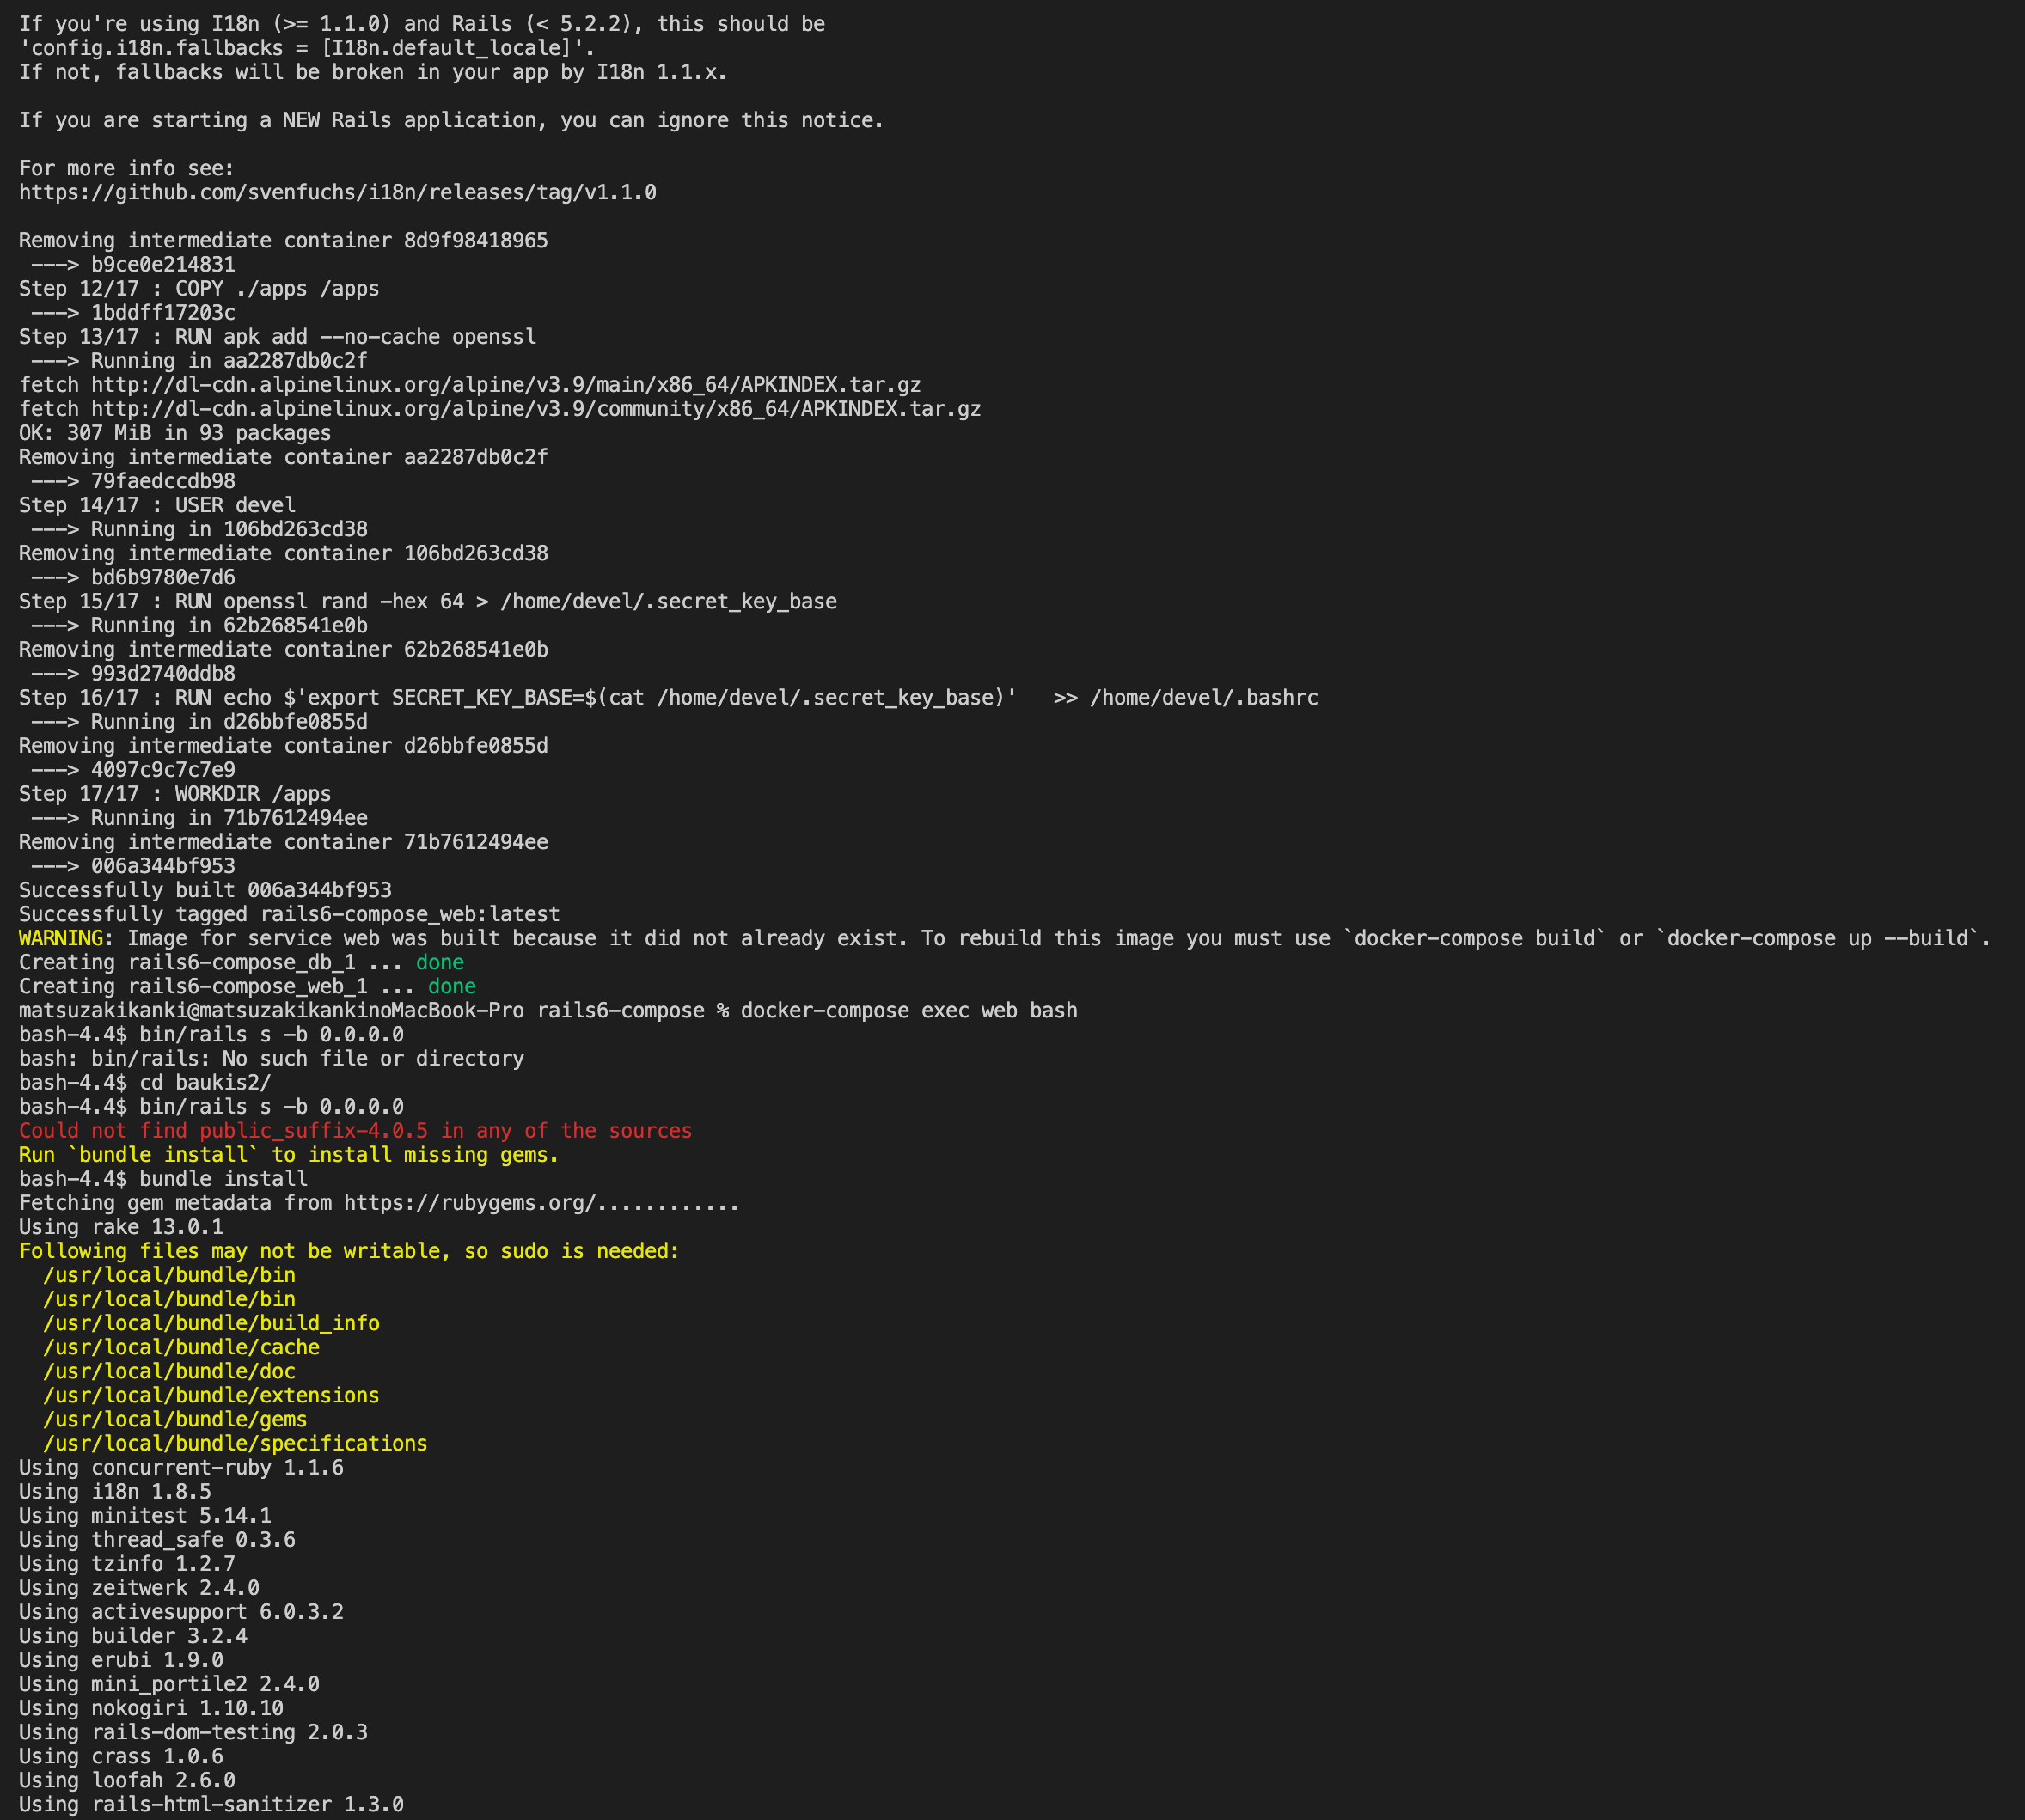 If you're using I18n (>= 1.1.0) and Rails (< 5.2.2), this should be
'config.i18n.fallbacks = [I18n.default_locale]'.
If not, fallbacks will be broken in your app by I18n 1.1.x.
If you are starting a NEW Rails application, you can ignore this notice.
For more info see:
https://github.com/svenfuchs/i18n/releases/tag/v1.1.0
Removing intermediate container 8d9f98418965
 ---> b9ce0e214831
Step 12/17 : COPY ./apps /apps
 ---> 1bddff17203c
Step 13/17 : RUN apk add --no-cache openssl
 ---> Running in aa2287db0c2f
fetch http://dl-cdn.alpinelinux.org/alpine/v3.9/main/x86_64/APKINDEX.tar.gz
fetch http://dl-cdn.alpinelinux.org/alpine/v3.9/community/x86_64/APKINDEX.tar.gz
OK: 307 MiB in 93 packages
Removing intermediate container aa2287db0c2f
 ---> 79faedccdb98
Step 14/17 : USER devel
 ---> Running in 106bd263cd38
Removing intermediate container 106bd263cd38
 ---> bd6b9780e7d6
Step 15/17 : RUN openssl rand -hex 64 > /home/devel/.secret_key_base
 ---> Running in 62b268541e0b
Removing intermediate container 62b268541e0b
 ---> 993d2740ddb8
Step 16/17 : RUN echo $'export SECRET_KEY_BASE=$(cat /home/devel/.secret_key_base)'   >> /home/devel/.bashrc
 ---> Running in d26bbfe0855d
Removing intermediate container d26bbfe0855d
 ---> 4097c9c7c7e9
Step 17/17 : WORKDIR /apps
 ---> Running in 71b7612494ee
Removing intermediate container 71b7612494ee
 ---> 006a344bf953
Successfully built 006a344bf953
Successfully tagged rails6-compose_web:latest
WARNING: Image for service web was built because it did not already exist. To rebuild this image you must use `docker-compose build` or `docker-compose up --build`.
Creating rails6-compose_db_1 ... done
Creating rails6-compose_web_1 ... done
matsuzakikanki@matsuzakikankinoMacBook-Pro rails6-compose % docker-compose exec web bash
bash-4.4$ bin/rails s -b 0.0.0.0
bash: bin/rails: No such file or directory
bash-4.4$ cd baukis2/
bash-4.4$ bin/rails s -b 0.0.0.0
Could not find public_suffix-4.0.5 in any of the sources
Run `bundle install` to install missing gems.
bash-4.4$ bundle install
Fetching gem metadata from https://rubygems.org/............
Using rake 13.0.1
Following files may not be writable, so sudo is needed:
  /usr/local/bundle/bin
  /usr/local/bundle/bin
  /usr/local/bundle/build_info
  /usr/local/bundle/cache
  /usr/local/bundle/doc
  /usr/local/bundle/extensions
  /usr/local/bundle/gems
  /usr/local/bundle/specifications
Using concurrent-ruby 1.1.6
Using i18n 1.8.5
Using minitest 5.14.1
Using thread_safe 0.3.6
Using tzinfo 1.2.7
Using zeitwerk 2.4.0
Using activesupport 6.0.3.2
Using builder 3.2.4
Using erubi 1.9.0
Using mini_portile2 2.4.0
Using nokogiri 1.10.10
Using rails-dom-testing 2.0.3
Using crass 1.0.6
Using loofah 2.6.0
Using rails-html-sanitizer 1.3.0